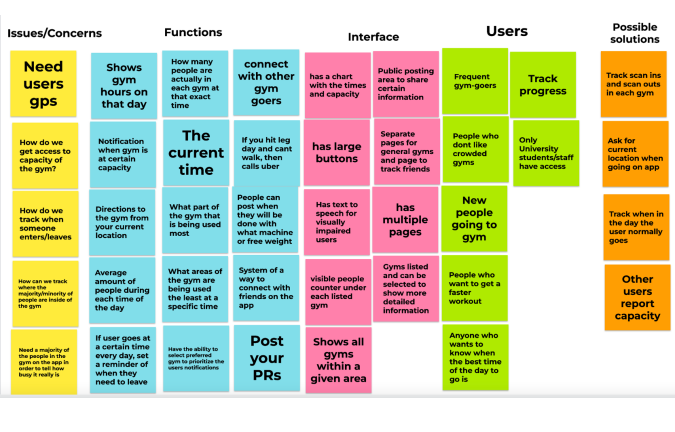 Issues/Concerns
Functions
Interface
Users
Possible
solutions
Need
users
gps
Shows
gym
hours on
that day
How many
people are
actually in
each gym at
that exact
time
connect
with other
gym
goers
has a chart
with the times
and capacity
Public posting
area to share
certain
information
Frequent
gym-goers
Track
progress
Track scan ins
and scan outs
in each gym
How do we
get access to
capacity of
the gym?
Notification
when gym is
at certain
capacity
The
current
time
If you hit leg
day and cant
walk, then
calls uber
has large
buttons
Separate
pages for
general gyms
and page to
track friends
People who
dont like
crowded
gyms
Only
University
students/staff
have access
Ask for
current
location when
going on app
How do we
track when
someone
enters/leaves
Directions to
the gym from
your current
location
What part of
the gym that
is being used
most
People can
post when
they will be
done with
what machine
or free weight
Has text to
speech for
visually
impaired
users
has
multiple
pages
New
people
going to
gym
Track when in
the day the
user normally
goes
How can we track
where the
majority/minority of
people are inside of
the gym
Average
amount of
people during
each time of
the day
What areas of
the gym are
being used
the least at a
specific time
System of a
way to
connect with
friends on the
app
visible people
counter under
each listed
gym
Gyms listed
and can be
selected to
show more
detailed
information
People who
want to get a
faster
workout
Other
users
report
capacity
Need a majority of
the people in the
gym on the app in
order to tell how
busy it really is
If user goes at
a certain time
every day, set
a reminder of
when they
need to leave
Have the ability to
select preferred
gym to prioritize the
users notifications
Post
your
PRs
Shows all
gyms
within a
given area
Anyone who
wants to
know when
the best time
of the day to
go is